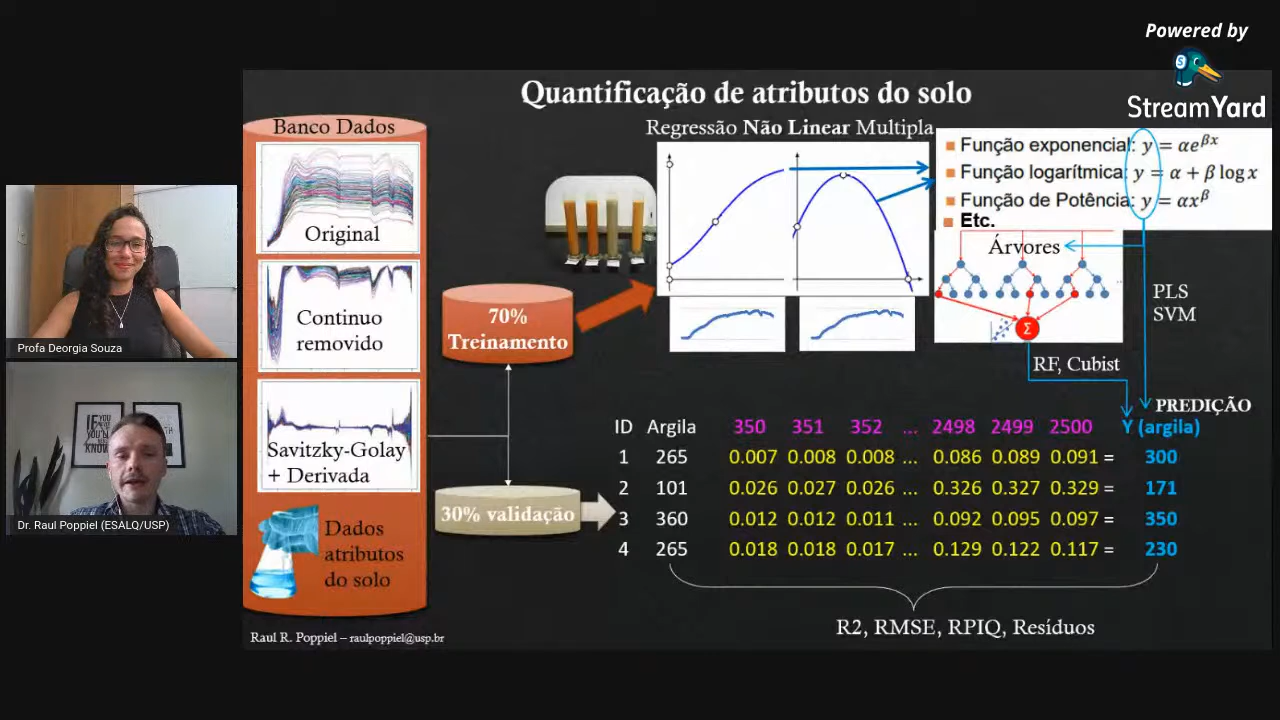 Powered by
StreamYard
Quantificação de atributos do solo
Banco Dados
Original
Continuo
removido
Savitzky-Golay
+ Derivada
Dados
atributos
do solo
Regressão Não Linear Multipla
Função exponencial: y = αe^βx
Função logarítmica: y = α + β log x
Função de Potência: y = αx^β
Etc.
Árvores
Σ
PLS
SVM
RF, Cubist
70%
Treinamento
30% validação
PREDIÇÃO
ID Argila 350 351 352 ... 2498 2499 2500 Y (argila)
1 265 0.007 0.008 0.008 ... 0.086 0.089 0.091 = 300
2 101 0.026 0.027 0.026 ... 0.326 0.327 0.329 = 171
3 360 0.012 0.012 0.011 ... 0.092 0.095 0.097 = 350
4 265 0.018 0.018 0.017 ... 0.129 0.122 0.117 = 230
R2, RMSE, RPIQ, Resíduos
Raul R. Poppiel – raulpoppiel@usp.br
Profa Deorgia Souza
IF
YOU'LL
KNOW
Dr. Raul Poppiel (ESALQ/USP)